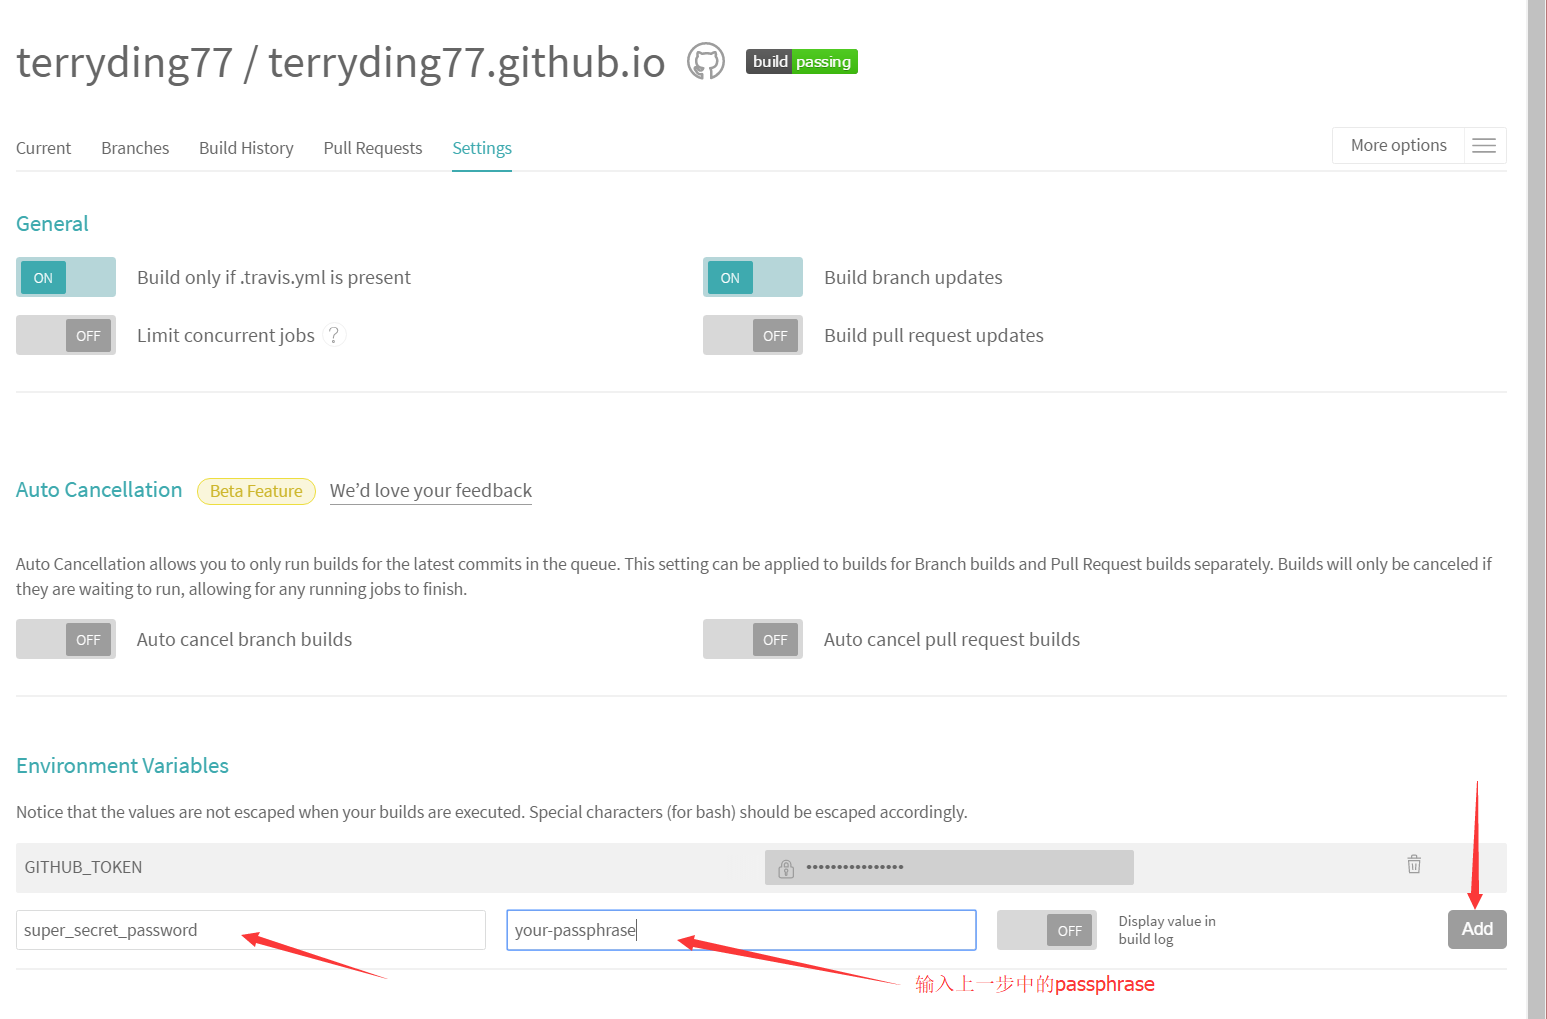 terryding77 / terryding77.github.io build passing
Current Branches Build History Pull Requests Settings More options
General
ON Build only if .travis.yml is present ON Build branch updates
OFF Limit concurrent jobs ? OFF Build pull request updates
Auto Cancellation Beta Feature We’d love your feedback
Auto Cancellation allows you to only run builds for the latest commits in the queue. This setting can be applied to builds for Branch builds and Pull Request builds separately. Builds will only be canceled if
they are waiting to run, allowing for any running jobs to finish.
OFF Auto cancel branch builds OFF Auto cancel pull request builds
Environment Variables
Notice that the values are not escaped when your builds are executed. Special characters (for bash) should be escaped accordingly.
GITHUB_TOKEN ••••••••••••••••
super_secret_password your-passphrase OFF Display value in
build log Add
输入上一步中的passphrase